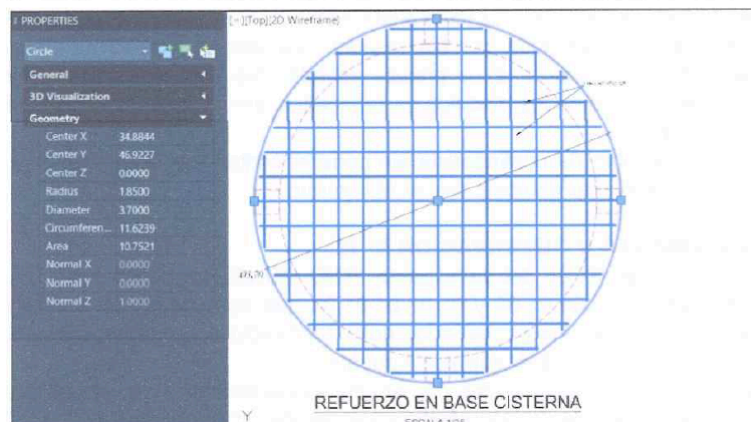 PROPERTIES
Circle
General
3D Visualization
Geometry
Center X 34.8844
Center Y 46.9227
Center Z 0.0000
Radius 1.8500
Diameter 3.7000
Circumferen... 11.6239
Area 10.7521
Normal X 0.0000
Normal Y 0.0000
Normal Z 1.0000
[−][Top][2D Wireframe]
REFUERZO EN BASE CISTERNA
Y